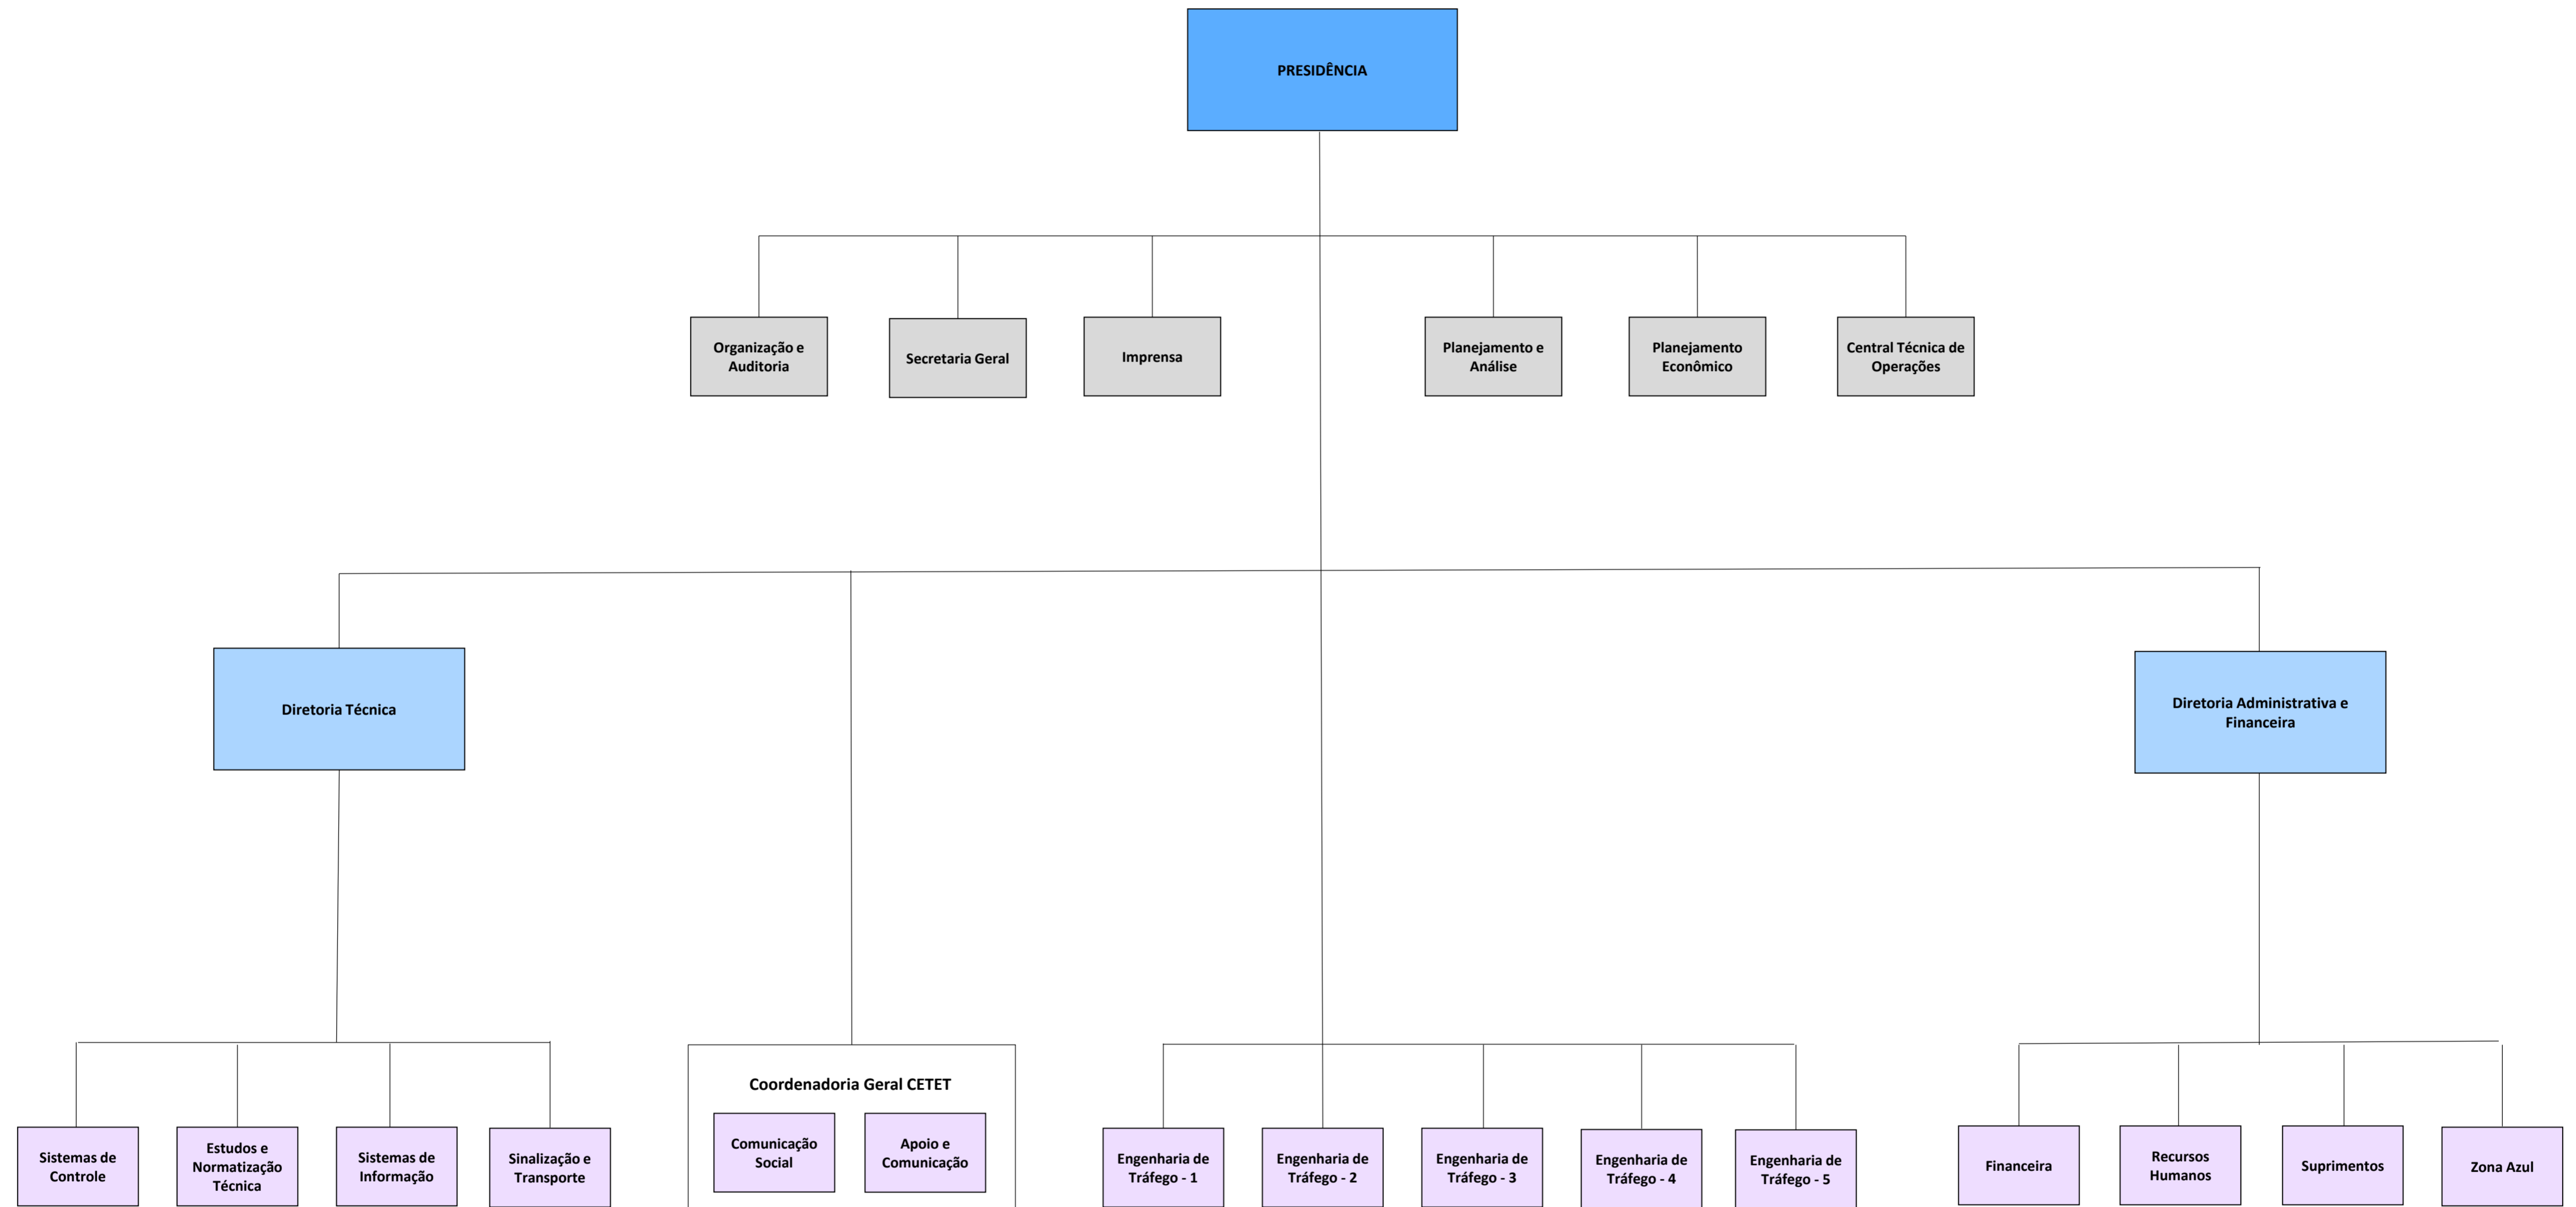 PRESIDÊNCIA
Organização e
Auditoria
Secretaria Geral
Imprensa
Planejamento e
Análise
Planejamento
Econômico
Central Técnica de
Operações
Diretoria Técnica
Diretoria Administrativa e
Financeira
Sistemas de
Controle
Estudos e
Normatização
Técnica
Sistemas de
Informação
Sinalização e
Transporte
Coordenadoria Geral CETET
Comunicação
Social
Apoio e
Comunicação
Engenharia de
Tráfego - 1
Engenharia de
Tráfego - 2
Engenharia de
Tráfego - 3
Engenharia de
Tráfego - 4
Engenharia de
Tráfego - 5
Financeira
Recursos
Humanos
Suprimentos
Zona Azul